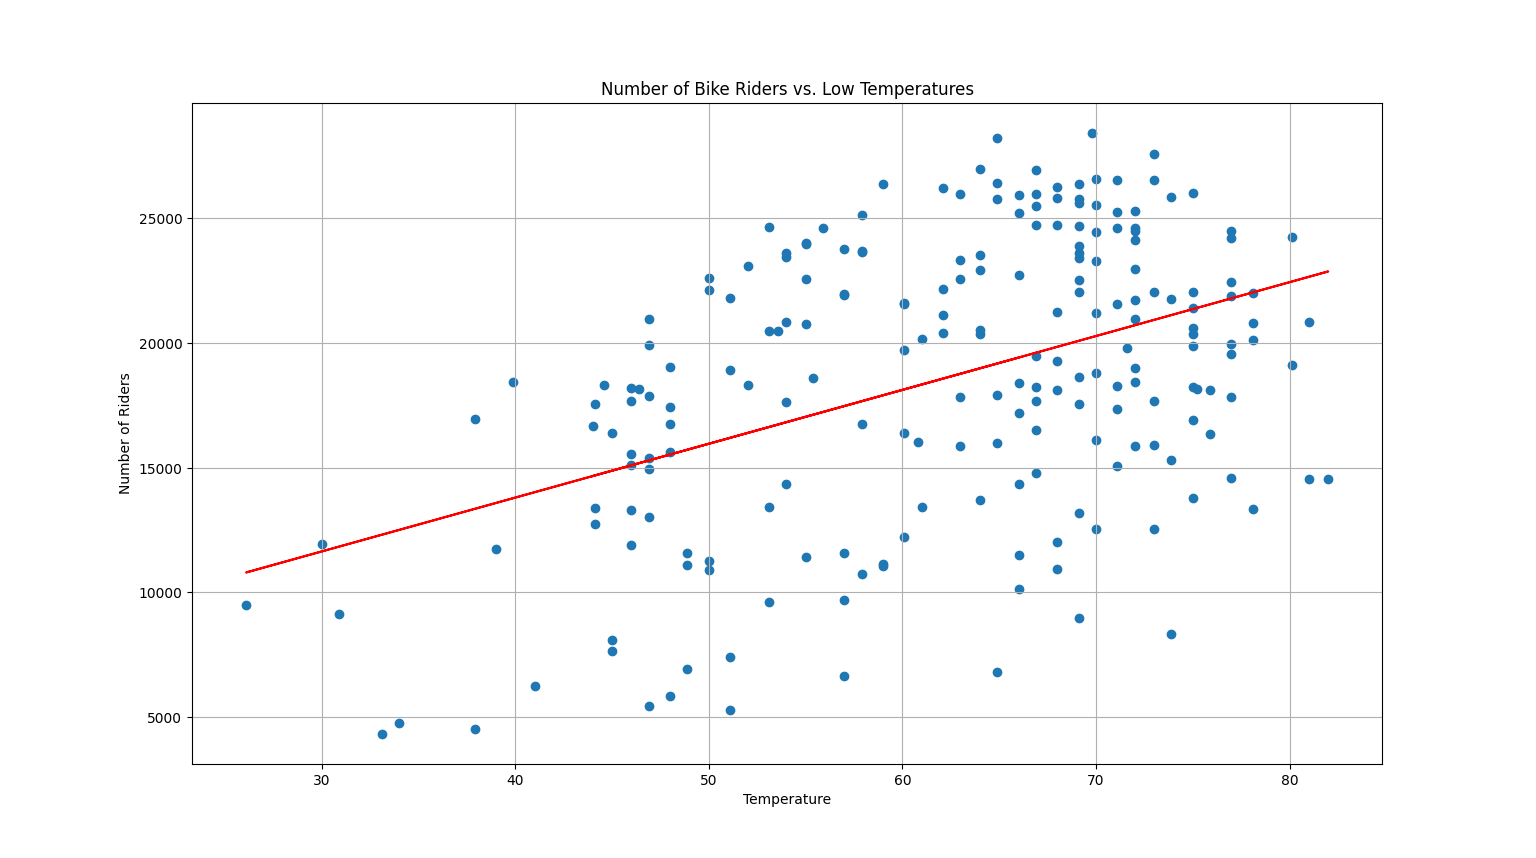 Number of Bike Riders vs. Low Temperatures
25000
20000
15000
10000
5000
Number of Riders
30 40 50 60 70 80
Temperature